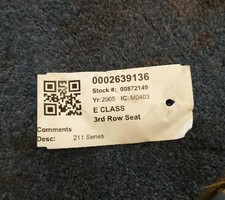 0002639136
Stock #: 00872149
Yr:2005 IC:M0403
E CLASS
3rd Row Seat
Comments
Desc: 211 Series